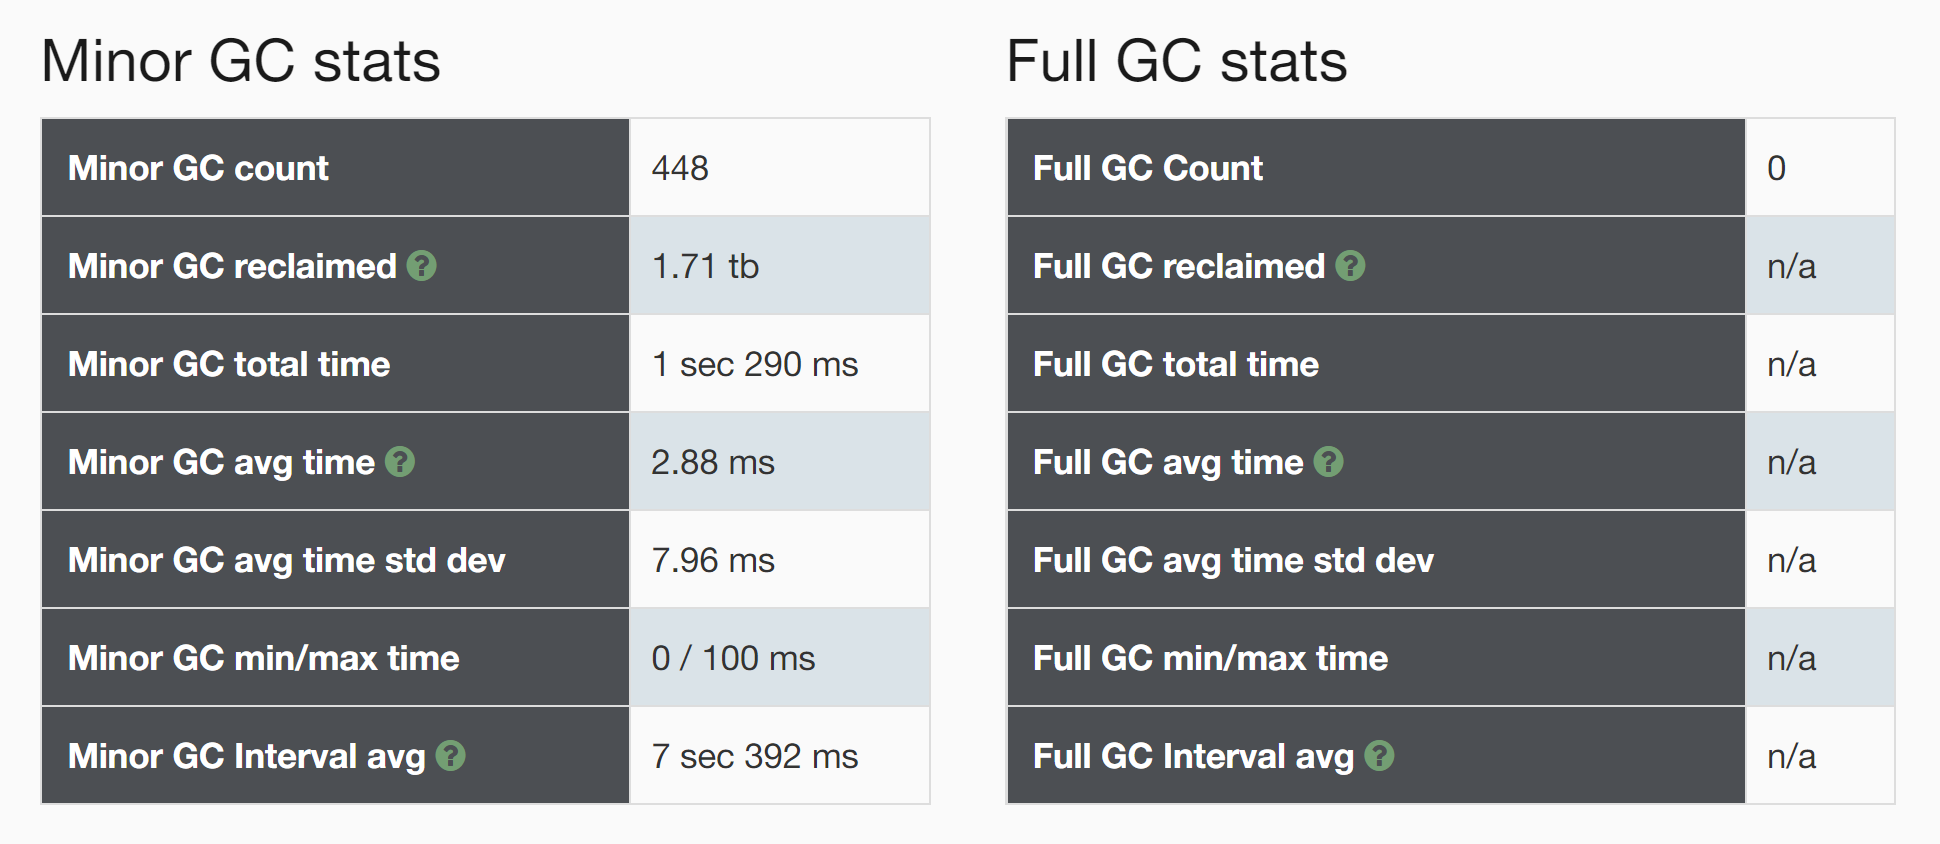 Minor GC stats
Minor GC count 448
Minor GC reclaimed ? 1.71 tb
Minor GC total time 1 sec 290 ms
Minor GC avg time ? 2.88 ms
Minor GC avg time std dev 7.96 ms
Minor GC min/max time 0 / 100 ms
Minor GC Interval avg ? 7 sec 392 ms
Full GC stats
Full GC Count 0
Full GC reclaimed ? n/a
Full GC total time n/a
Full GC avg time ? n/a
Full GC avg time std dev n/a
Full GC min/max time n/a
Full GC Interval avg ? n/a